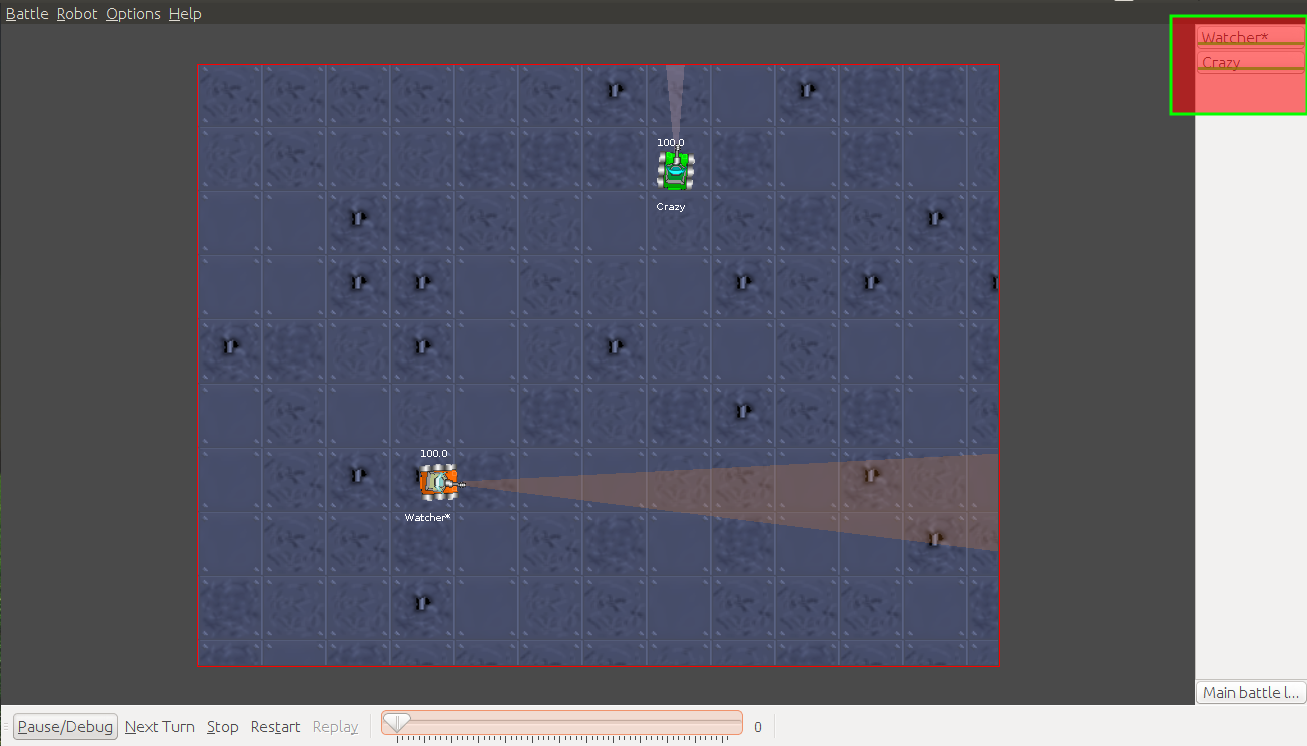 Battle Robot Options Help
Watcher*
Crazy
100.0
Crazy
100.0
Watcher*
Main battle l...
Pause/Debug Next Turn Stop Restart Replay 0